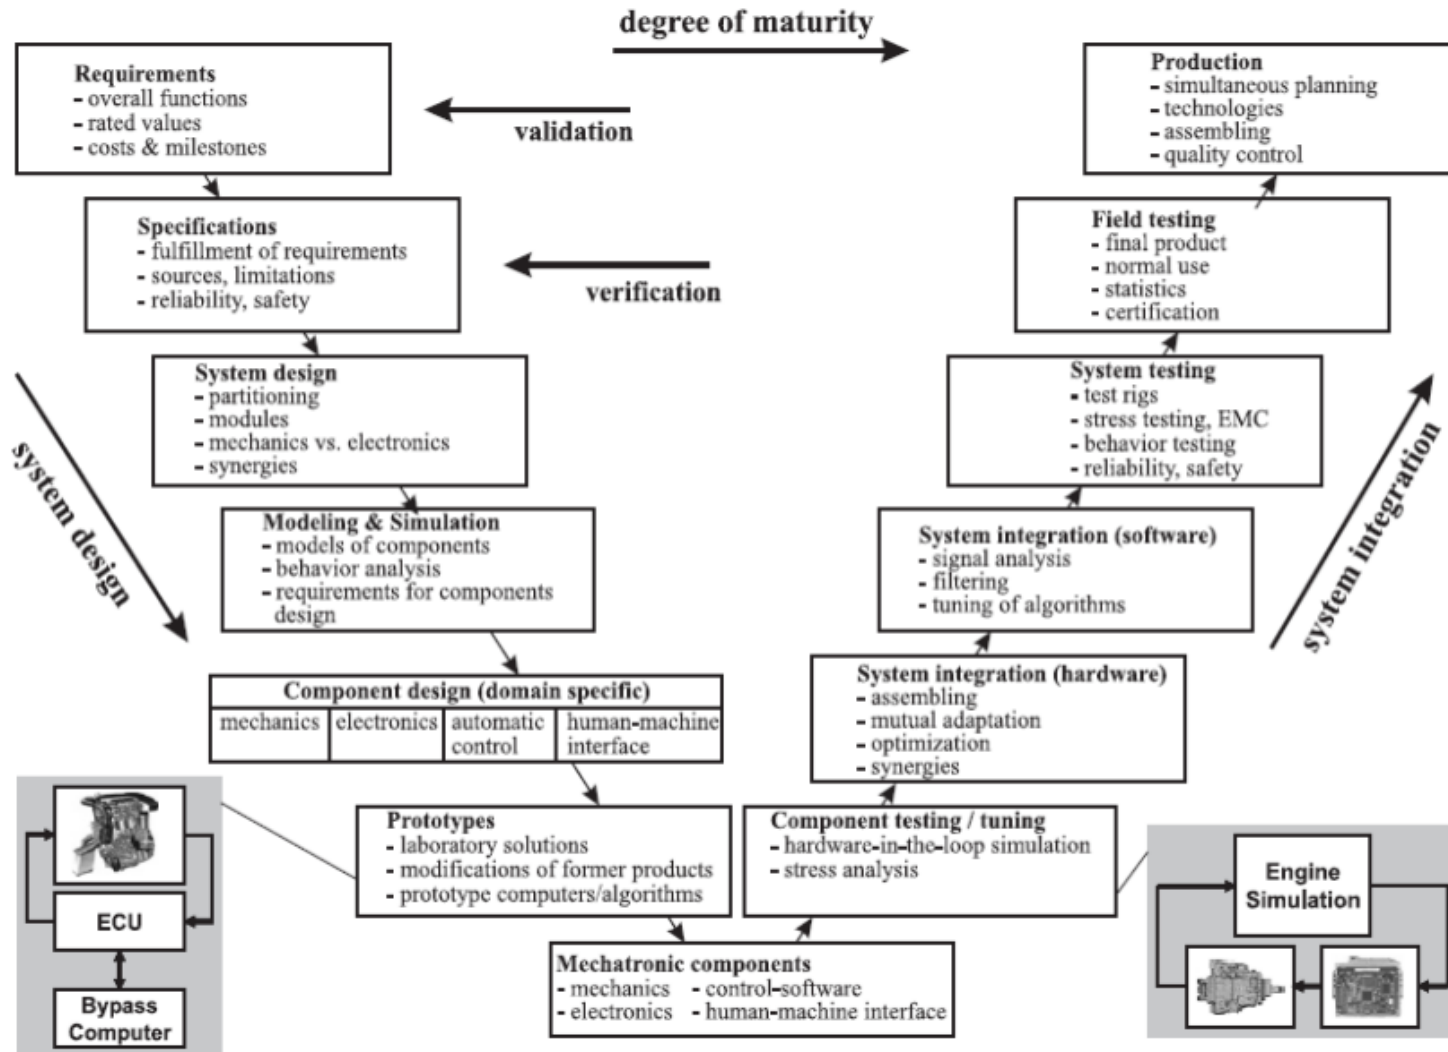 degree of maturity
Requirements
- overall functions
- rated values
- costs & milestones
validation
Production
- simultaneous planning
- technologies
- assembling
- quality control
Specifications
- fulfillment of requirements
- sources, limitations
- reliability, safety
verification
Field testing
- final product
- normal use
- statistics
- certification
System design
- partitioning
- modules
- mechanics vs. electronics
- synergies
System testing
- test rigs
- stress testing, EMC
- behavior testing
- reliability, safety
system design
system integration
Modeling & Simulation
- models of components
- behavior analysis
- requirements for components
design
System integration (software)
- signal analysis
- filtering
- tuning of algorithms
Component design (domain specific)
mechanics
electronics
automatic
control
human-machine
interface
System integration (hardware)
- assembling
- mutual adaptation
- optimization
- synergies
Prototypes
- laboratory solutions
- modifications of former products
- prototype computers/algorithms
Component testing / tuning
- hardware-in-the-loop simulation
- stress analysis
ECU
Bypass
Computer
Engine
Simulation
Mechatronic components
- mechanics - control-software
- electronics - human-machine interface